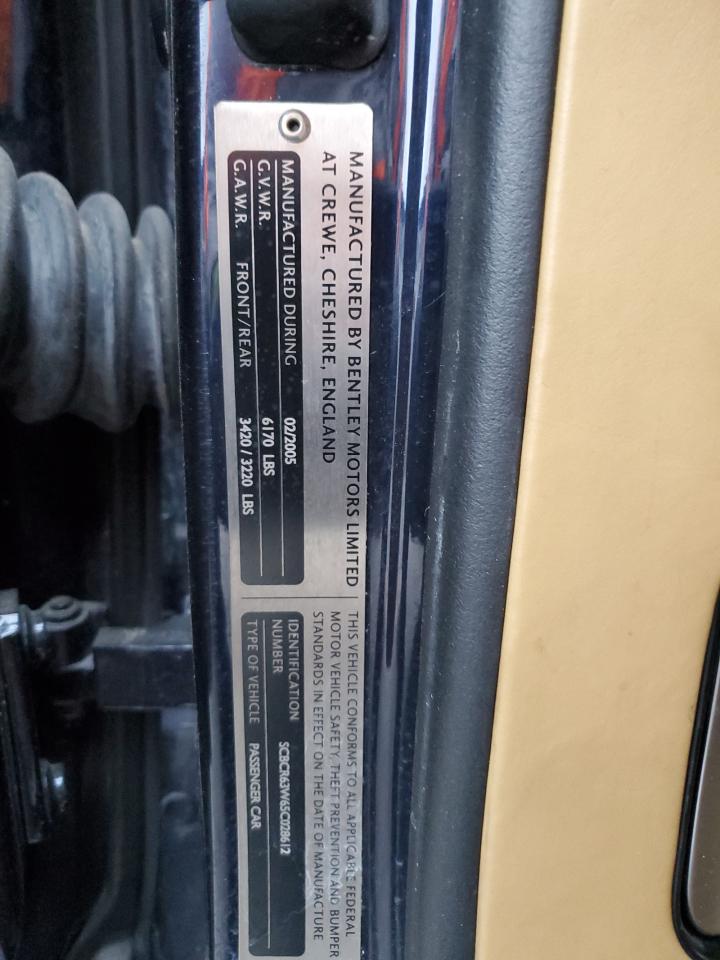 MANUFACTURED BY BENTLEY MOTORS LIMITED
AT CREWE, CHESHIRE, ENGLAND
MANUFACTURED DURING 02/2005
G.V.W.R. 6170 LBS
G.A.W.R. FRONT/REAR 3420 / 3220 LBS
THIS VEHICLE CONFORMS TO ALL APPLICABLE FEDERAL
MOTOR VEHICLE SAFETY, THEFT PREVENTION AND BUMPER
STANDARDS IN EFFECT ON THE DATE OF MANUFACTURE
IDENTIFICATION
NUMBER SCBCR63W65C028612
TYPE OF VEHICLE PASSENGER CAR